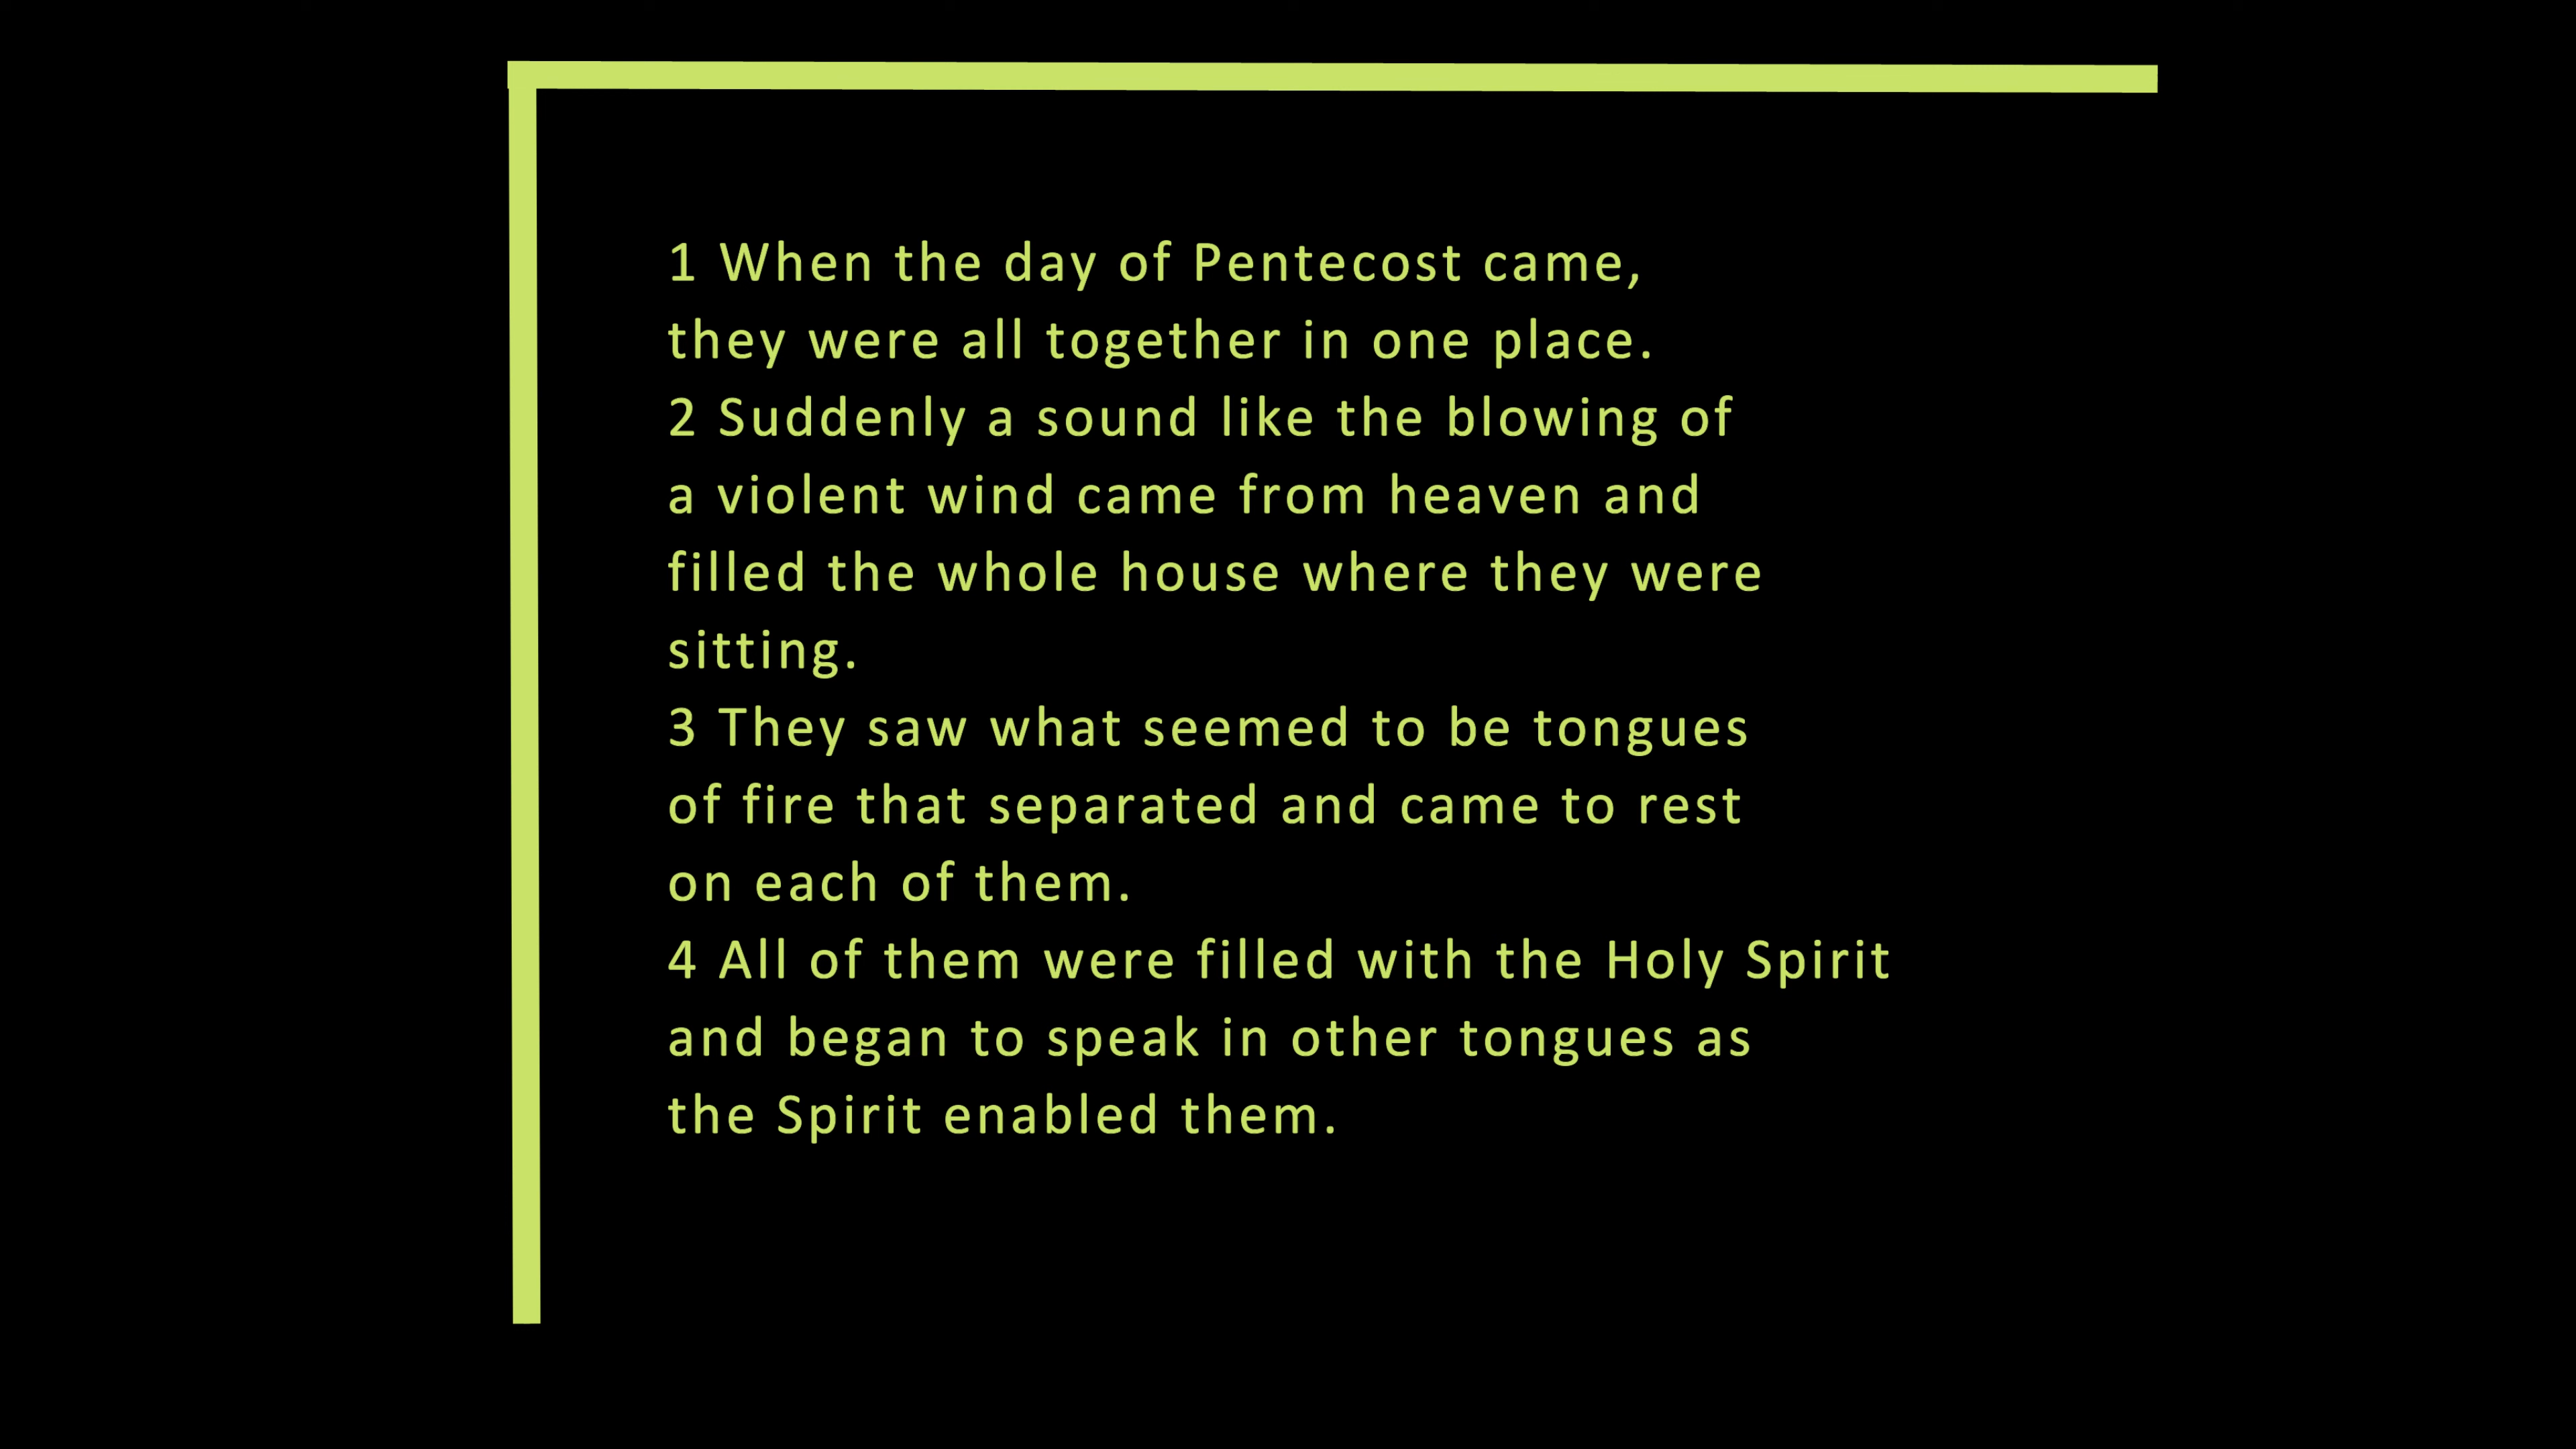 1 When the day of Pentecost came,
they were all together in one place.
2 Suddenly a sound like the blowing of
a violent wind came from heaven and
filled the whole house where they were
sitting.
3 They saw what seemed to be tongues
of fire that separated and came to rest
on each of them.
4 All of them were filled with the Holy Spirit
and began to speak in other tongues as
the Spirit enabled them.